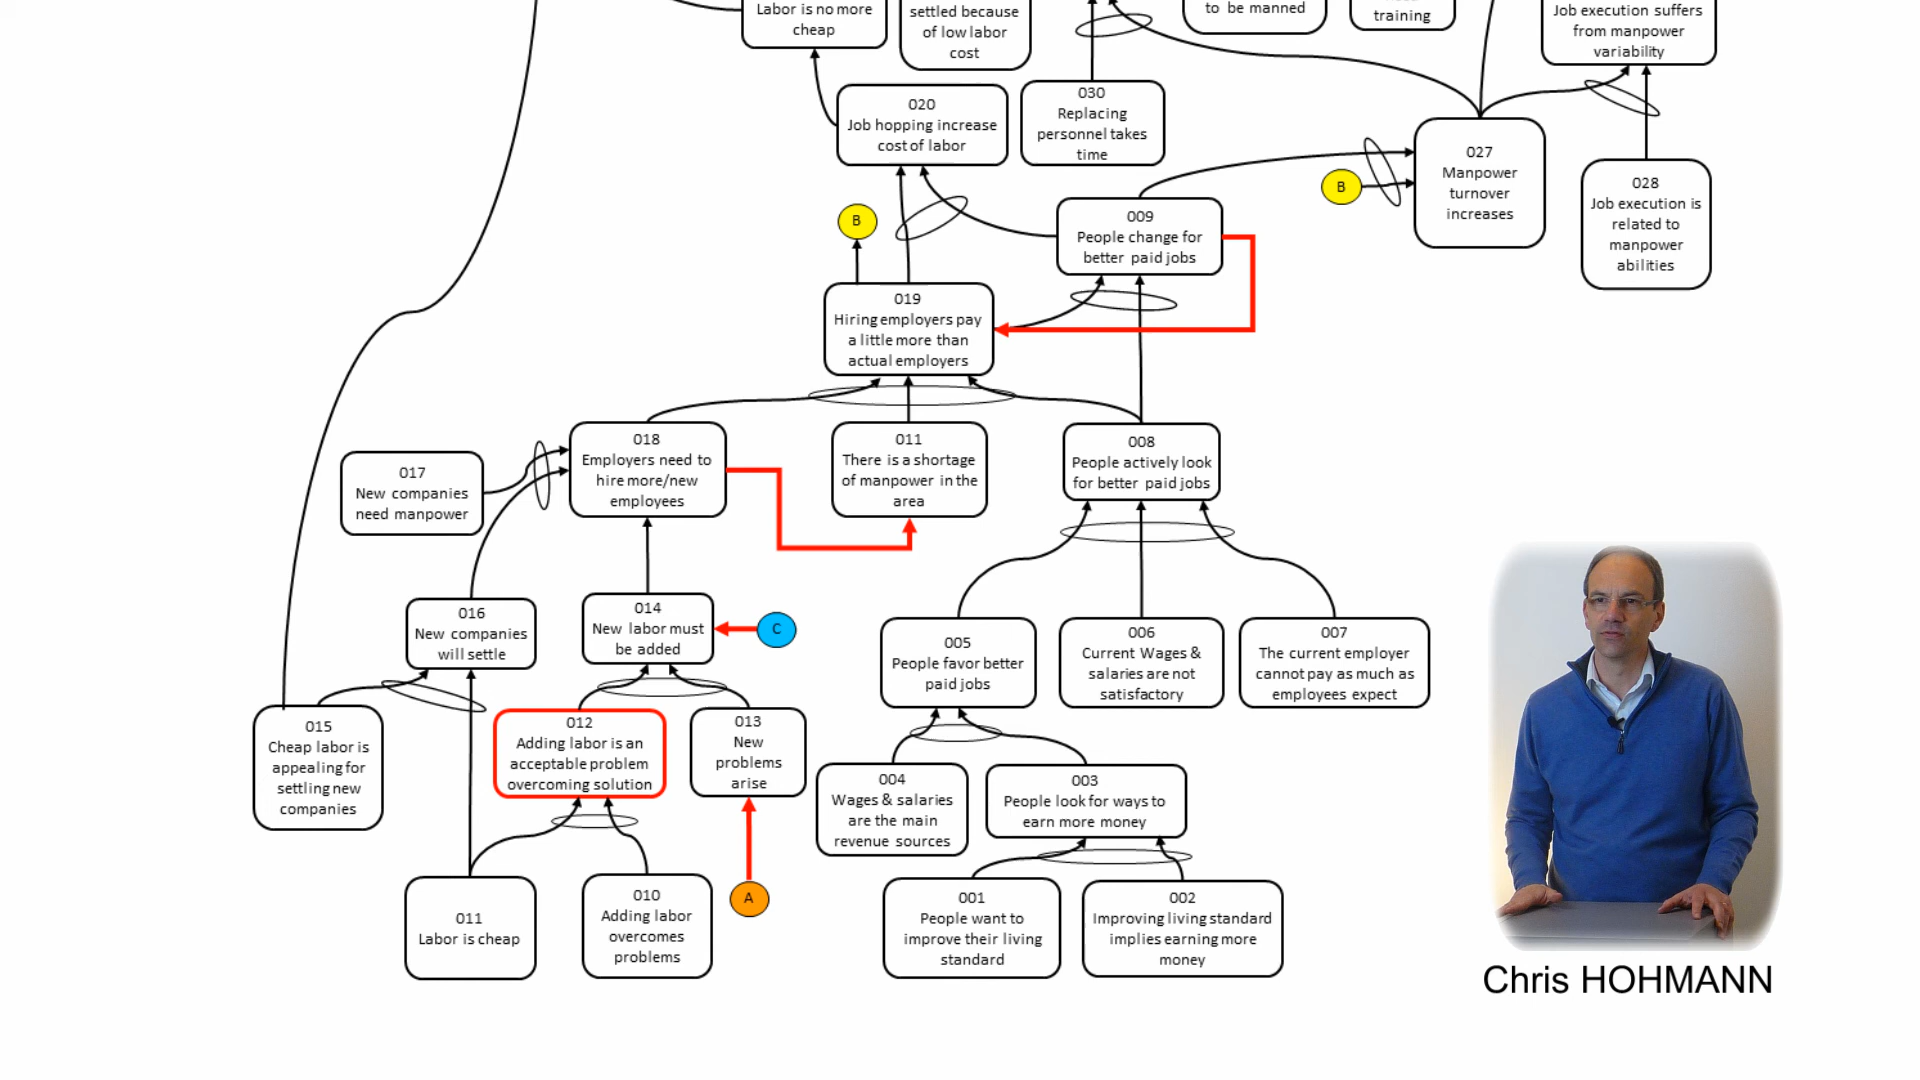 Labor is no more
cheap
settled because
of low labor
cost
to be manned
training
Job execution suffers
from manpower
variability
020
Job hopping increase
cost of labor
030
Replacing
personnel takes
time
027
Manpower
turnover
increases
B
028
Job execution is
related to
manpower
abilities
009
People change for
better paid jobs
B
019
Hiring employers pay
a little more than
actual employers
018
Employers need to
hire more/new
employees
011
There is a shortage
of manpower in the
area
008
People actively look
for better paid jobs
017
New companies
need manpower
016
New companies
will settle
014
New labor must
be added
C
005
People favor better
paid jobs
006
Current Wages &
salaries are not
satisfactory
007
The current employer
cannot pay as much as
employees expect
015
Cheap labor is
appealing for
settling new
companies
012
Adding labor is an
acceptable problem
overcoming solution
013
New
problems
arise
004
Wages & salaries
are the main
revenue sources
003
People look for ways to
earn more money
011
Labor is cheap
010
Adding labor
overcomes
problems
A
001
People want to
improve their living
standard
002
Improving living standard
implies earning more
money
Chris HOHMANN